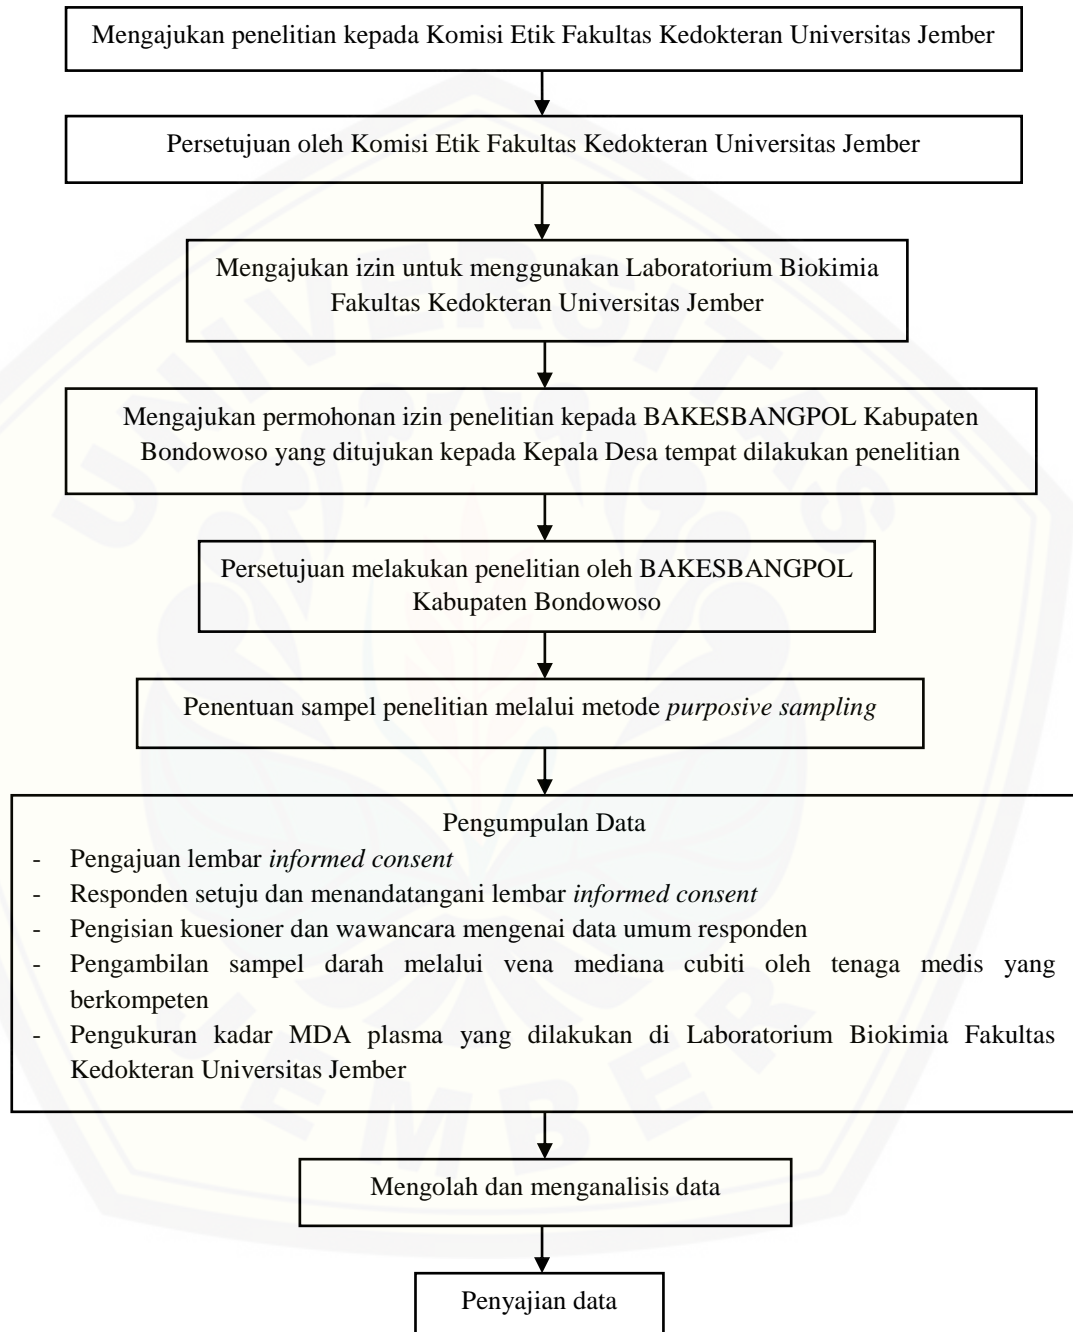 Mengajukan penelitian kepada Komisi Etik Fakultas Kedokteran Universitas Jember
Persetujuan oleh Komisi Etik Fakultas Kedokteran Universitas Jember
Mengajukan izin untuk menggunakan Laboratorium Biokimia
Fakultas Kedokteran Universitas Jember
Mengajukan permohonan izin penelitian kepada BAKESBANGPOL Kabupaten
Bondowoso yang ditujukan kepada Kepala Desa tempat dilakukan penelitian
Persetujuan melakukan penelitian oleh BAKESBANGPOL
Kabupaten Bondowoso
Penentuan sampel penelitian melalui metode purposive sampling
Pengumpulan Data
- Pengajuan lembar informed consent
- Responden setuju dan menandatangani lembar informed consent
- Pengisian kuesioner dan wawancara mengenai data umum responden
- Pengambilan sampel darah melalui vena mediana cubiti oleh tenaga medis yang
berkompeten
- Pengukuran kadar MDA plasma yang dilakukan di Laboratorium Biokimia Fakultas
Kedokteran Universitas Jember
Mengolah dan menganalisis data
Penyajian data
UNIVERSITAS
JEMBER